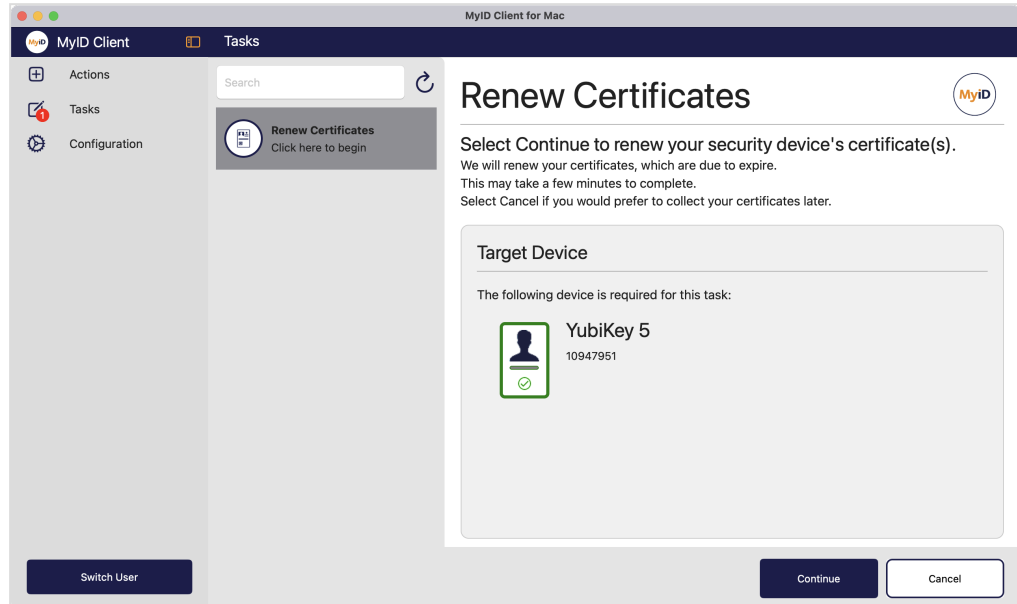 MyID Client for Mac
MyiD MyID Client
Tasks
Actions
Tasks
1
Configuration
Switch User
Search
Renew Certificates
Click here to begin
Renew Certificates
MyiD
Select Continue to renew your security device's certificate(s).
We will renew your certificates, which are due to expire.
This may take a few minutes to complete.
Select Cancel if you would prefer to collect your certificates later.
Target Device
The following device is required for this task:
YubiKey 5
10947951
Continue
Cancel